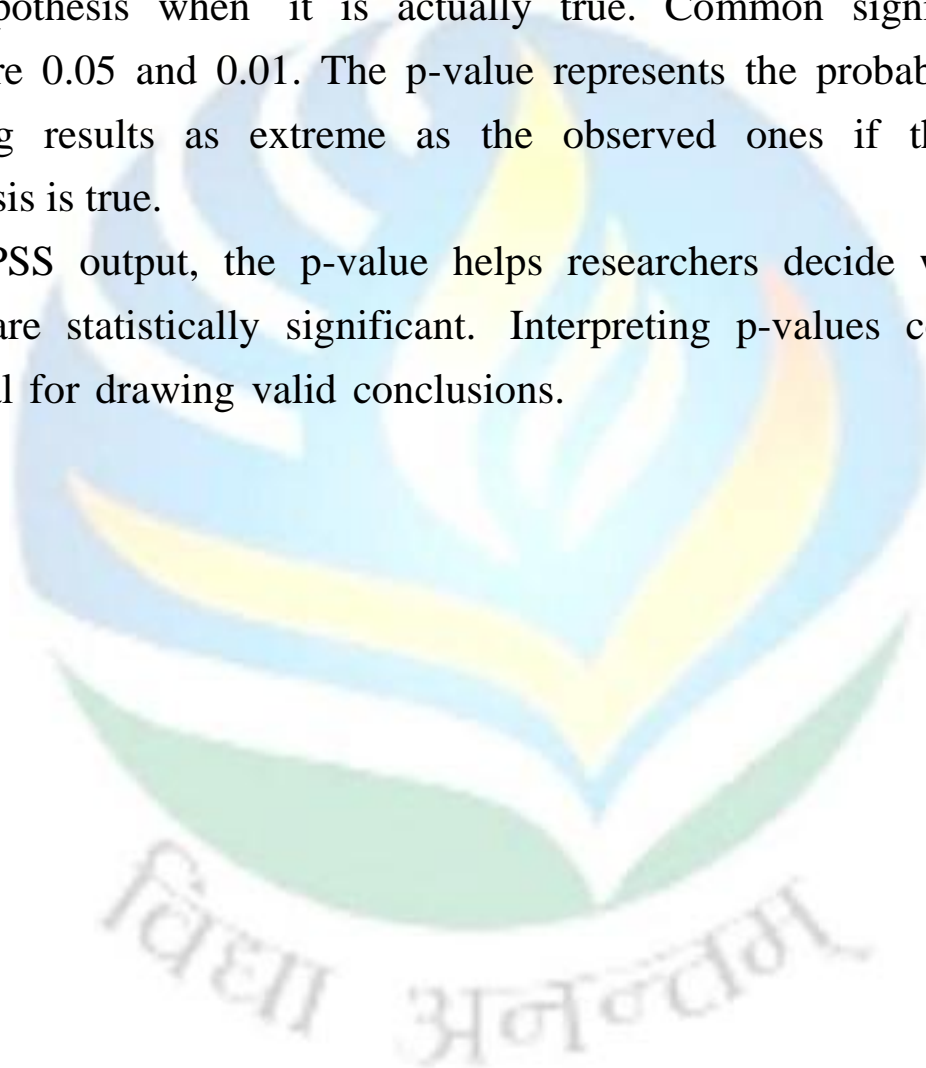 pothesis when it is actually true. Common signi
re 0.05 and 0.01. The p-value represents the probab
g results as extreme as the observed ones if th
sis is true.
PSS output, the p-value helps researchers decide w
are statistically significant. Interpreting p-values co
l for drawing valid conclusions.
विद्या अनन्तम्